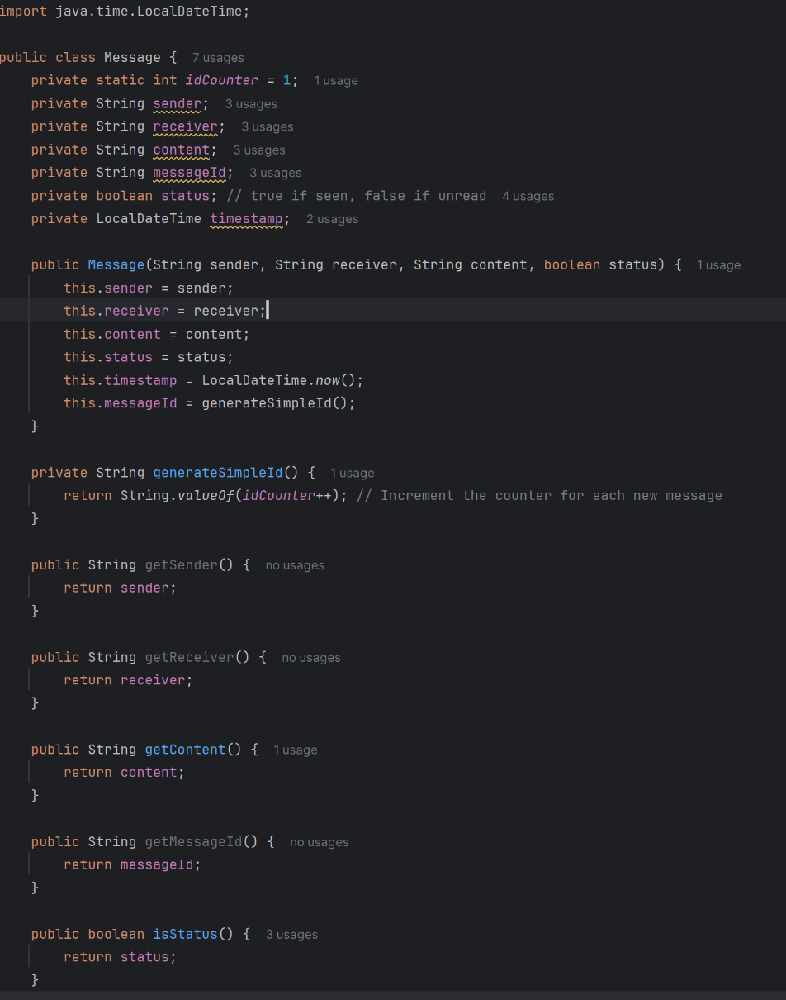 import java.time.LocalDateTime;
public class Message { 7 usages
private static int idCounter = 1; 1 usage
private String sender; 3 usages
private String receiver; 3 usages
private String content; 3 usages
private String messageId; 3 usages
private boolean status; // true if seen, false if unread 4 usages
private LocalDateTime timestamp; 2 usages
public Message(String sender, String receiver, String content, boolean status) { 1 usage
this.sender = sender;
this.receiver = receiver;
this.content = content;
this.status = status;
this.timestamp = LocalDateTime.now();
this.messageId = generateSimpleId();
}
private String generateSimpleId() { 1 usage
return String.valueOf(idCounter++); // Increment the counter for each new message
}
public String getSender() { no usages
return sender;
}
public String getReceiver() { no usages
return receiver;
}
public String getContent() { 1 usage
return content;
}
public String getMessageId() { no usages
return messageId;
}
public boolean isStatus() { 3 usages
return status;
}